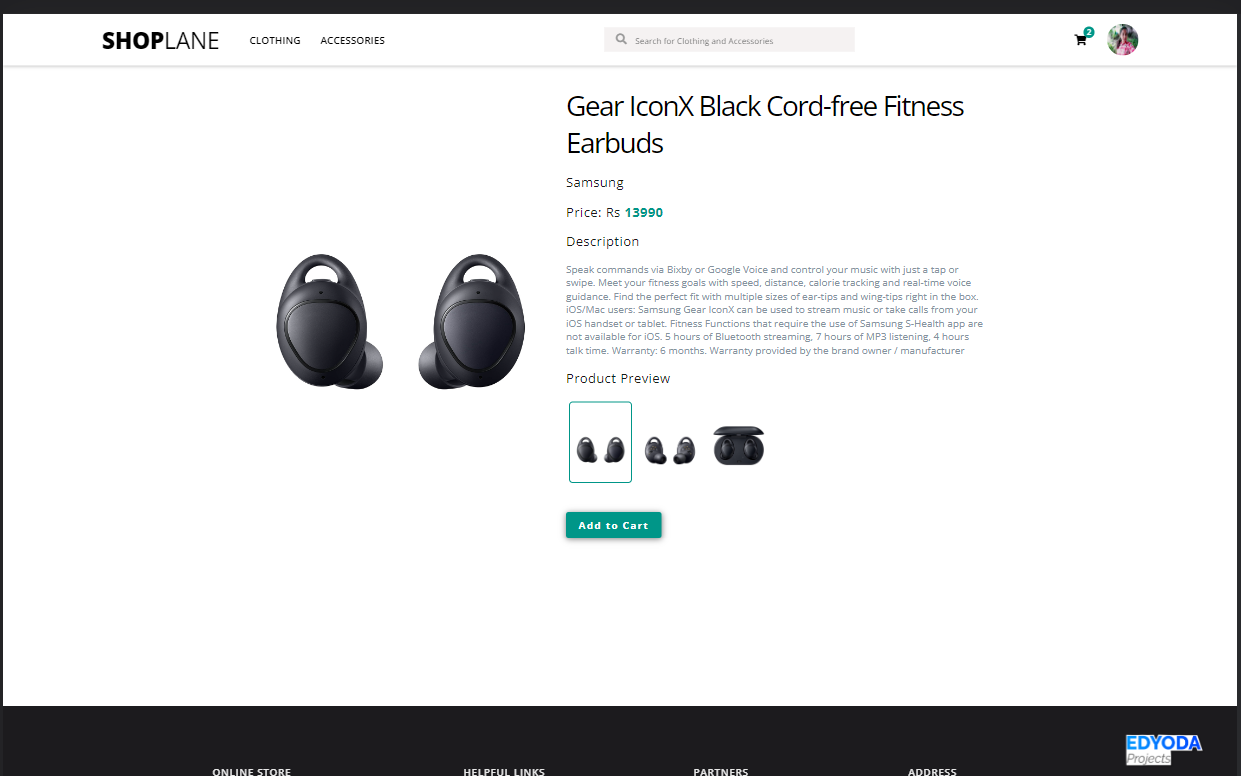 SHOPLANE CLOTHING ACCESSORIES Search for Clothing and Accessories 2
Gear IconX Black Cord-free Fitness
Earbuds
Samsung
Price: Rs 13990
Description
Speak commands via Bixby or Google Voice and control your music with just a tap or
swipe. Meet your fitness goals with speed, distance, calorie tracking and real-time voice
guidance. Find the perfect fit with multiple sizes of ear-tips and wing-tips right in the box.
iOS/Mac users: Samsung Gear IconX can be used to stream music or take calls from your
iOS handset or tablet. Fitness Functions that require the use of Samsung S-Health app are
not available for iOS. 5 hours of Bluetooth streaming, 7 hours of MP3 listening, 4 hours
talk time. Warranty: 6 months. Warranty provided by the brand owner / manufacturer
Product Preview
Add to Cart
EDYODA
Projects
ONLINE STORE HELPFUL LINKS PARTNERS ADDRESS